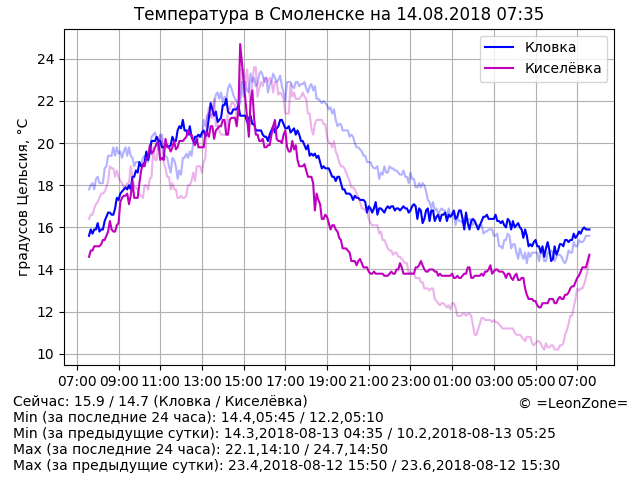 Температура в Смоленске на 14.08.2018 07:35
градусов Цельсия, °C
24
22
20
18
16
14
12
10
Кловка
Киселёвка
07:00 09:00 11:00 13:00 15:00 17:00 19:00 21:00 23:00 01:00 03:00 05:00 07:00
Сейчас: 15.9 / 14.7 (Кловка / Киселёвка)
© =LeonZone=
Min (за последние 24 часа): 14.4,05:45 / 12.2,05:10
Min (за предыдущие сутки): 14.3,2018-08-13 04:35 / 10.2,2018-08-13 05:25
Max (за последние 24 часа): 22.1,14:10 / 24.7,14:50
Max (за предыдущие сутки): 23.4,2018-08-12 15:50 / 23.6,2018-08-12 15:30